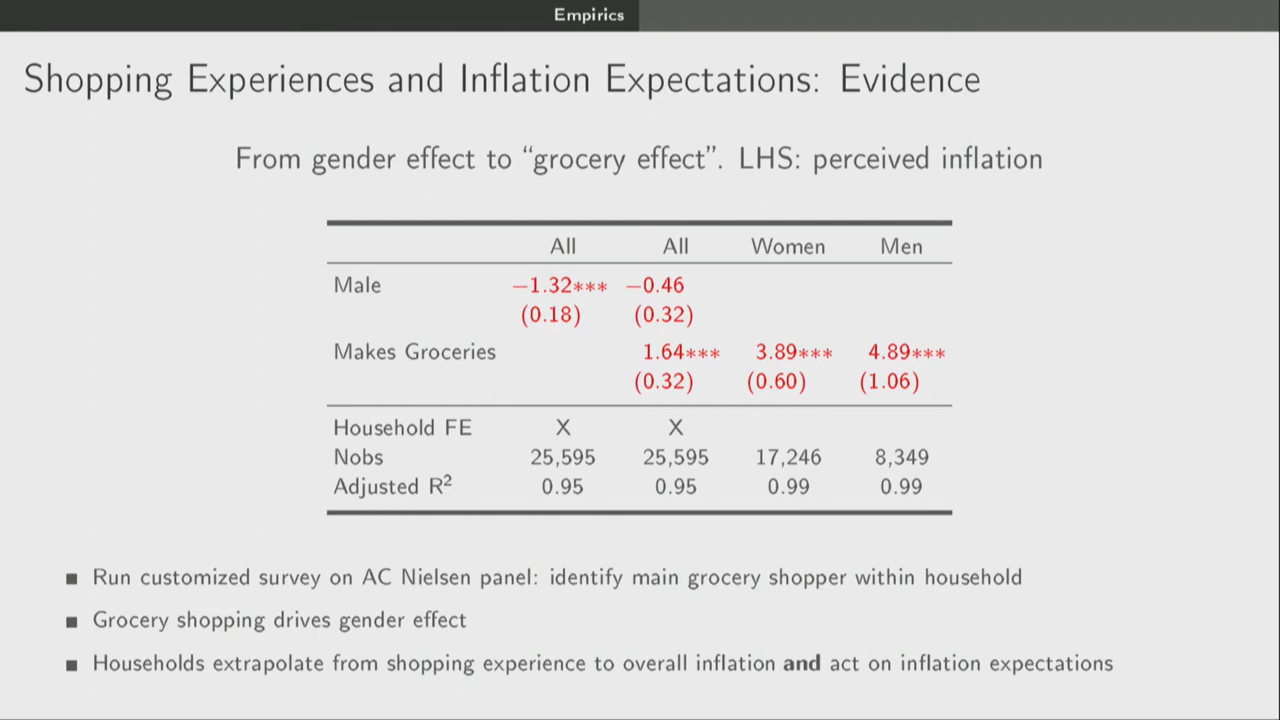 Empirics
Shopping Experiences and Inflation Expectations: Evidence
From gender effect to “grocery effect”. LHS: perceived inflation
All All Women Men
Male −1.32∗∗∗ −0.46
(0.18) (0.32)
Makes Groceries 1.64∗∗∗ 3.89∗∗∗ 4.89∗∗∗
(0.32) (0.60) (1.06)
Household FE X X
Nobs 25,595 25,595 17,246 8,349
Adjusted R² 0.95 0.95 0.99 0.99
■ Run customized survey on AC Nielsen panel: identify main grocery shopper within household
■ Grocery shopping drives gender effect
■ Households extrapolate from shopping experience to overall inflation and act on inflation expectations